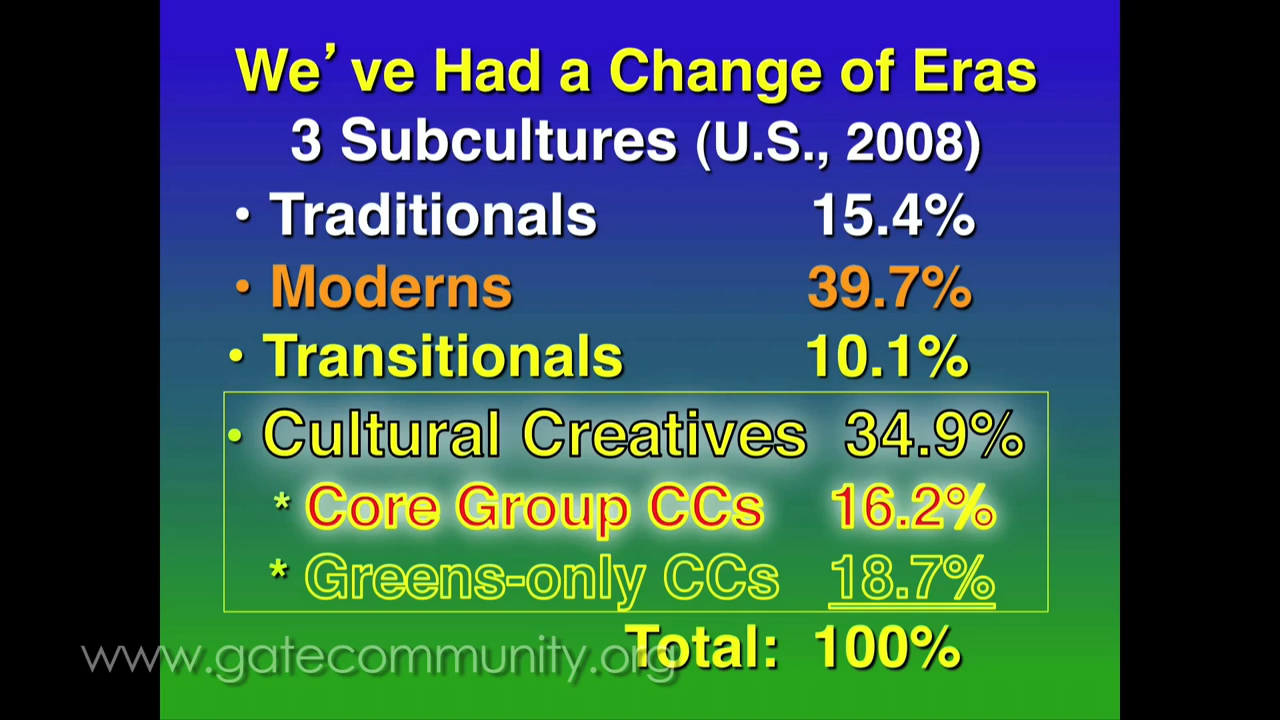 We’ve Had a Change of Eras
3 Subcultures (U.S., 2008)
• Traditionals 15.4%
• Moderns 39.7%
• Transitionals 10.1%
• Cultural Creatives 34.9%
* Core Group CCs 16.2%
* Greens-only CCs 18.7%
Total: 100%
www.gatecommunity.org